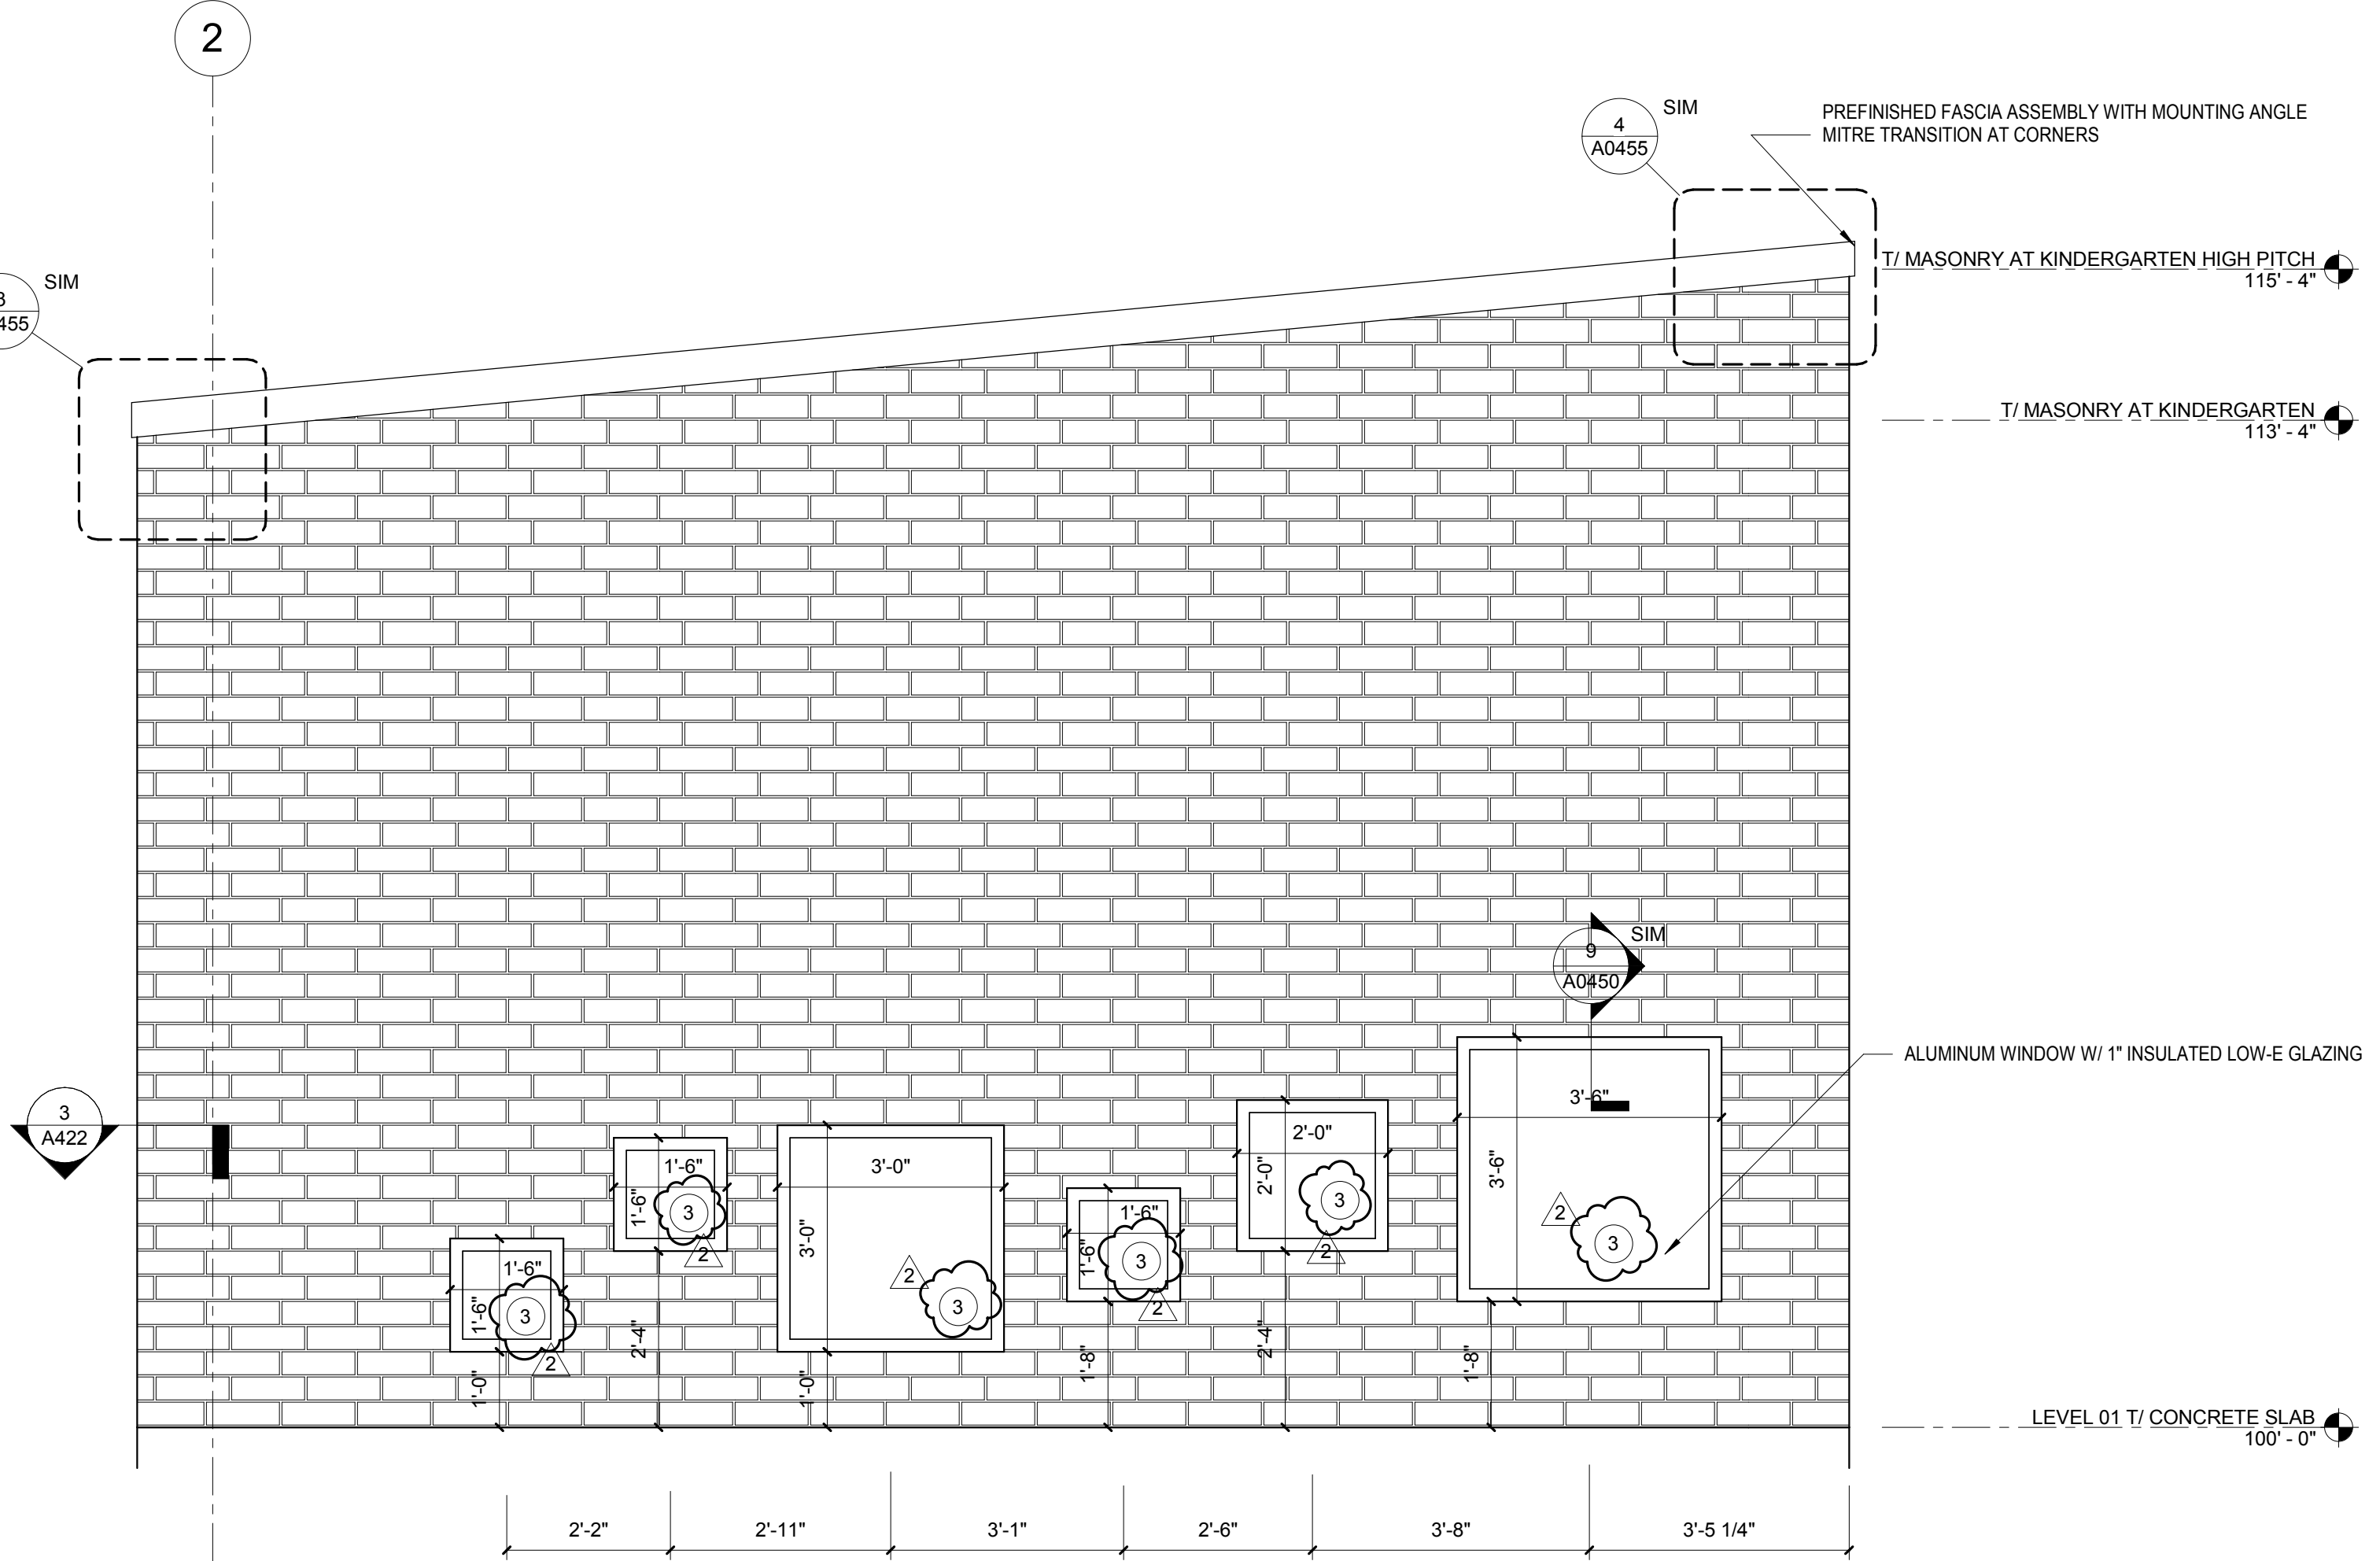 2
SIM
4
A0455
PREFINISHED FASCIA ASSEMBLY WITH MOUNTING ANGLE
MITRE TRANSITION AT CORNERS
T/ MASONRY AT KINDERGARTEN HIGH PITCH
115' - 4"
SIM
3
455
T/ MASONRY AT KINDERGARTEN
113' - 4"
SIM
9
A0450
ALUMINUM WINDOW W/ 1" INSULATED LOW-E GLAZING
3
A422
1'-6"
1'-6"
3
2
1'-0"
1'-6"
1'-6"
3
2
2'-4"
3'-0"
3'-0"
2
3
1'-0"
1'-6"
1'-6"
3
2
1'-8"
2'-0"
2'-0"
3
2
2'-4"
3'-6"
3'-6"
2
3
1'-8"
LEVEL 01 T/ CONCRETE SLAB
100' - 0"
2'-2"
2'-11"
3'-1"
2'-6"
3'-8"
3'-5 1/4"